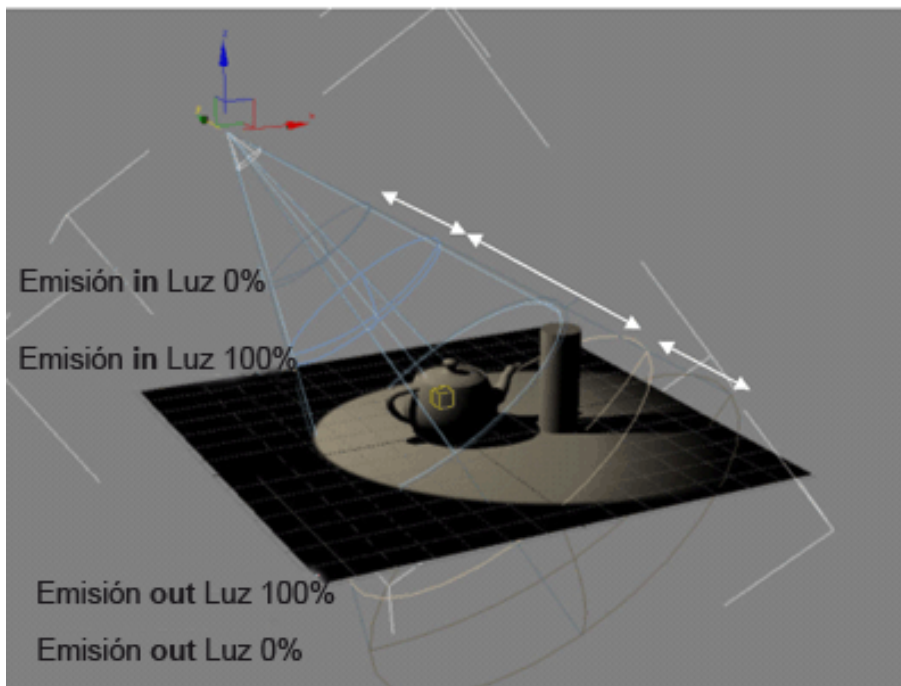 Emisión in Luz 0%
Emisión in Luz 100%
Emisión out Luz 100%
Emisión out Luz 0%